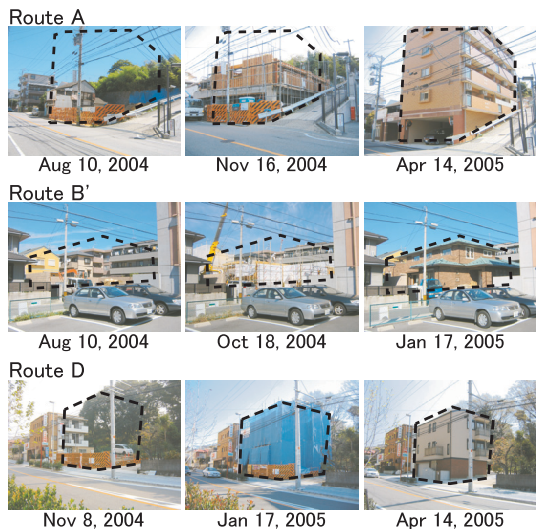 Route A
Aug 10, 2004
Nov 16, 2004
Apr 14, 2005
Route B'
Aug 10, 2004
Oct 18, 2004
Jan 17, 2005
Route D
Nov 8, 2004
Jan 17, 2005
Apr 14, 2005